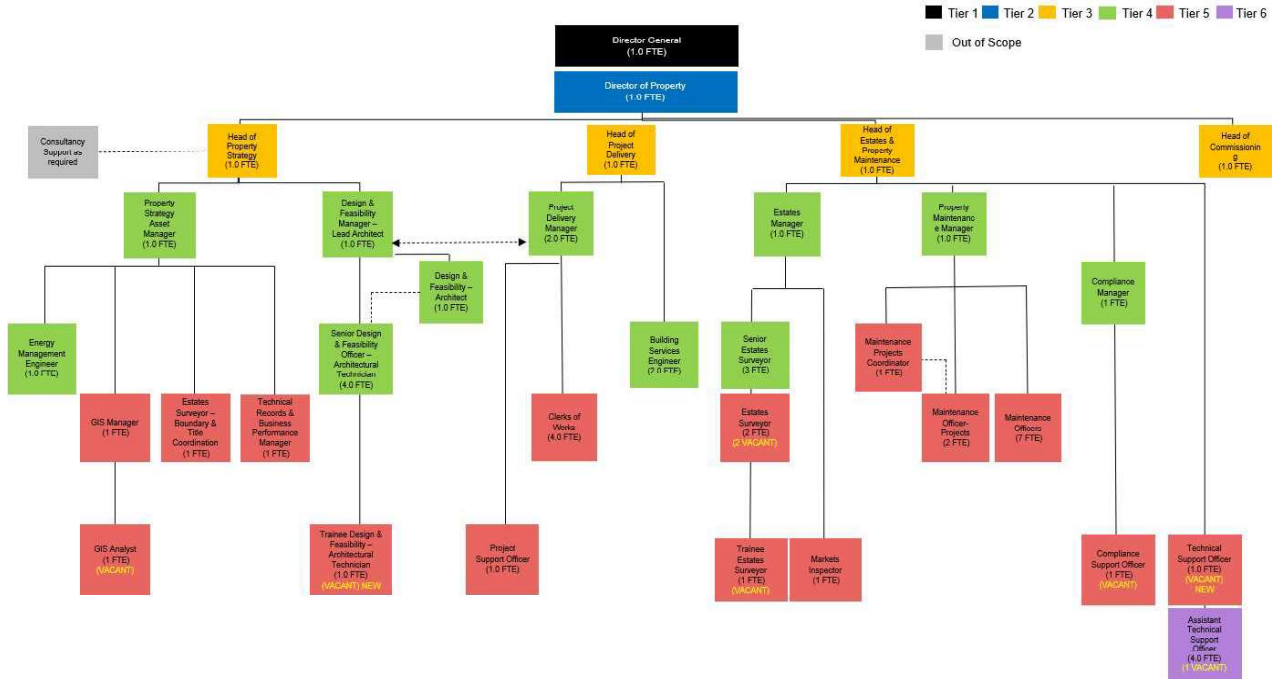 Tier 1
Tier 2
Tier 3
Tier 4
Tier 5
Tier 6
Out of Scope
Director General
(1.0 FTE)
Director of Property
(1.0 FTE)
Consultancy
Support as
required
Head of
Property
Strategy
(1.0 FTE)
Head of
Project
Delivery
(1.0 FTE)
Head of
Estates &
Property
Maintenance
(1.0 FTE)
Head of
Commissionin
g
(1.0 FTE)
Property
Strategy
Asset
Manager
(1.0 FTE)
Design &
Feasibility
Manager –
Lead Architect
(1.0 FTE)
Project
Delivery
Manager
(2.0 FTE)
Estates
Manager
(1.0 FTE)
Property
Maintenanc
e Manager
(1.0 FTE)
Design &
Feasibility –
Architect
(1.0 FTE)
Compliance
Manager
(1 FTE)
Energy
Management
Engineer
(1.0 FTE)
Senior Design
& Feasibility
Officer –
Architectural
Technician
(4.0 FTE)
Building
Services
Engineer
(2.0 FTE)
Senior
Estates
Surveyor
(3 FTE)
Maintenance
Projects
Coordinator
(1 FTE)
GIS Manager
(1 FTE)
Estates
Surveyor –
Boundary &
Title
Coordination
(1 FTE)
Technical
Records &
Business
Performance
Manager
(1 FTE)
Clerks of
Works
(4.0 FTE)
Estates
Surveyor
(2 FTE)
(2 VACANT)
Maintenance
Officer-
Projects
(2 FTE)
Maintenance
Officers
(7 FTE)
GIS Analyst
(1 FTE)
(VACANT)
Trainee Design &
Feasibility –
Architectural
Technician
(1.0 FTE)
(VACANT) NEW
Project
Support Officer
(1.0 FTE)
Trainee
Estates
Surveyor
(1 FTE)
(VACANT)
Markets
Inspector
(1 FTE)
Compliance
Support Officer
(1 FTE)
(VACANT)
Technical
Support Officer
(1.0 FTE)
(VACANT)
NEW
Assistant
Technical
Support
Officer
(4.0 FTE)
(1 VACANT)